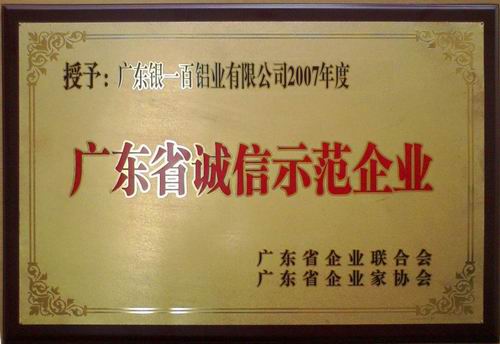 授予：广东银一百铝业有限公司2007年度
广东省诚信示范企业
广东省企业联合会
广东省企业家协会